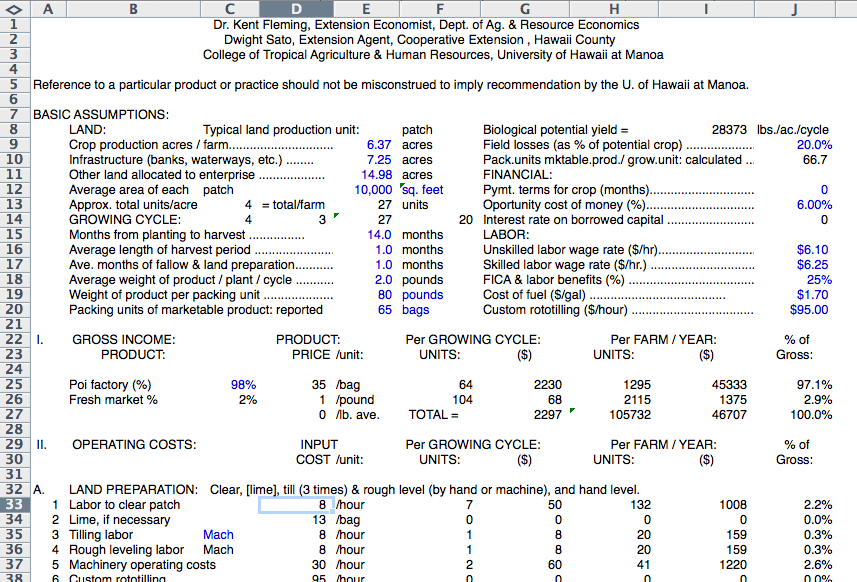 A B C D E F G H I J
1 Dr. Kent Fleming, Extension Economist, Dept. of Ag. & Resource Economics
2 Dwight Sato, Extension Agent, Cooperative Extension , Hawaii County
3 College of Tropical Agriculture & Human Resources, University of Hawaii at Manoa
4
5 Reference to a particular product or practice should not be misconstrued to imply recommendation by the U. of Hawaii at Manoa.
6
7 BASIC ASSUMPTIONS:
8 LAND: Typical land production unit: patch Biological potential yield = 28373 lbs./ac./cycle
9 Crop production acres / farm................................ 6.37 acres Field losses (as % of potential crop) ..................... 20.0%
10 Infrastructure (banks, waterways, etc.) ........ 7.25 acres Pack.units mktable.prod./ grow.unit: calculated .. 66.7
11 Other land allocated to enterprise .................... 14.98 acres FINANCIAL:
12 Average area of each patch 10,000 sq. feet Pymt. terms for crop (months)................................ 0
13 Approx. total units/acre 4 = total/farm 27 units Oportunity cost of money (%)................................. 6.00%
14 GROWING CYCLE: 4 3 27 20 Interest rate on borrowed capital .......................... 0
15 Months from planting to harvest ................ 14.0 months LABOR:
16 Average length of harvest period ........................ 1.0 months Unskilled labor wage rate ($/hr)............................. $6.10
17 Ave. months of fallow & land preparation........... 1.0 months Skilled labor wage rate ($/hr.) ............................... $6.25
18 Average weight of product / plant / cycle ........... 2.0 pounds FICA & labor benefits (%) ...................................... 25%
19 Weight of product per packing unit .................... 80 pounds Cost of fuel ($/gal) ......................................... $1.70
20 Packing units of marketable product: reported 65 bags Custom rototilling ($/hour) ..................................... $95.00
21
22 I. GROSS INCOME: PRODUCT: Per GROWING CYCLE: Per FARM / YEAR: % of
23 PRODUCT: PRICE /unit: UNITS: ($) UNITS: ($) Gross:
24
25 Poi factory (%) 98% 35 /bag 64 2230 1295 45333 97.1%
26 Fresh market % 2% 1 /pound 104 68 2115 1375 2.9%
27 0 /lb. ave. TOTAL = 2297 105732 46707 100.0%
28
29 II. OPERATING COSTS: INPUT Per GROWING CYCLE: Per FARM / YEAR: % of
30 COST /unit: UNITS: ($) UNITS: ($) Gross:
31
32 A. LAND PREPARATION: Clear, [lime], till (3 times) & rough level (by hand or machine), and hand level.
33 1 Labor to clear patch 8 /hour 7 50 132 1008 2.2%
34 2 Lime, if necessary 13 /bag 0 0 0 0 0.0%
35 3 Tilling labor Mach 8 /hour 1 8 20 159 0.3%
36 4 Rough leveling labor Mach 8 /hour 1 8 20 159 0.3%
37 5 Machinery operating costs 30 /hour 2 60 41 1220 2.6%
38 6 Custom rototilling 95 /hour 0 0 0 0 0.0%